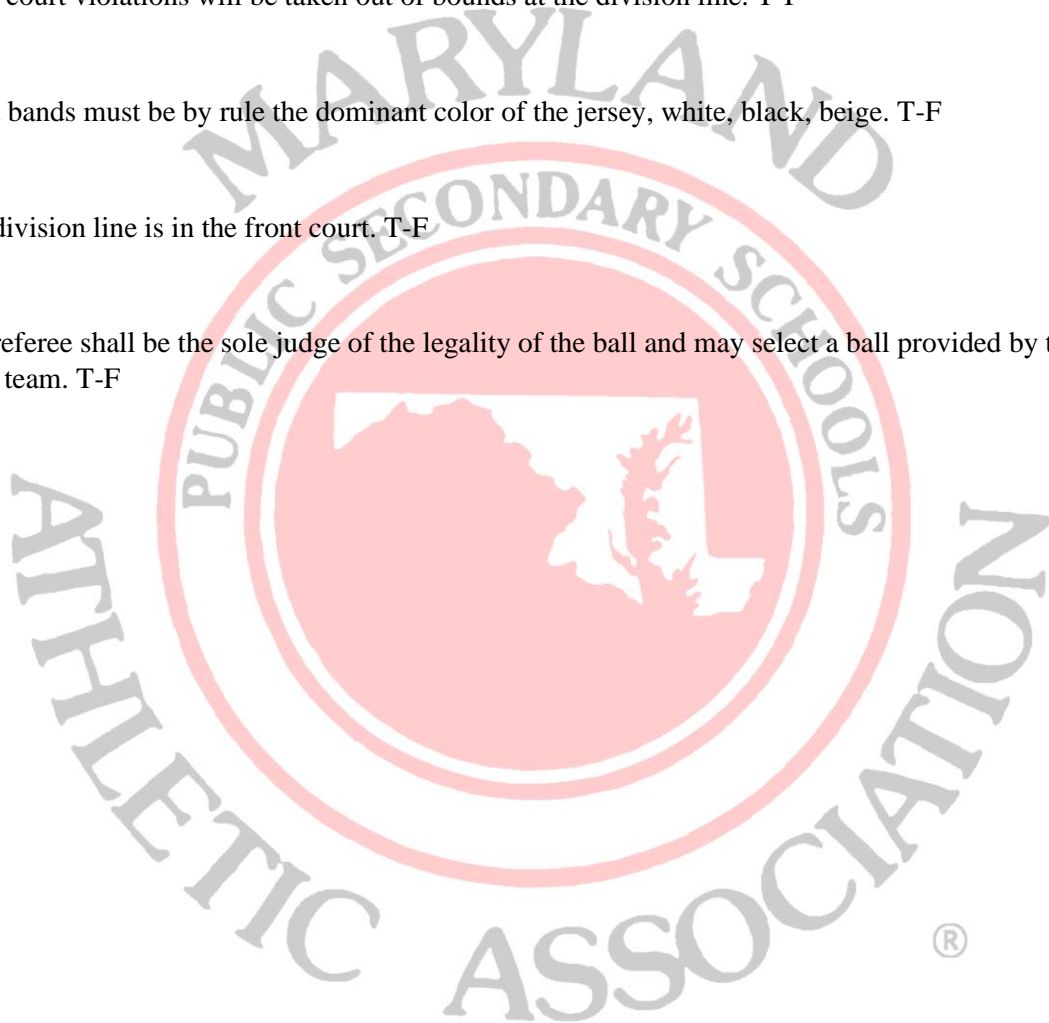 court violations will be taken out of bounds at the division line.
bands must be by rule the dominant color of the jersey, white, black, beige. T-F
division line is in the front court. T-F
referee shall be the sole judge of the legality of the ball and may select a ball provided by
team. T-F
MARYLAND
PUBLIC SECONDARY SCHOOLS
ATHLETIC ASSOCIATION
®